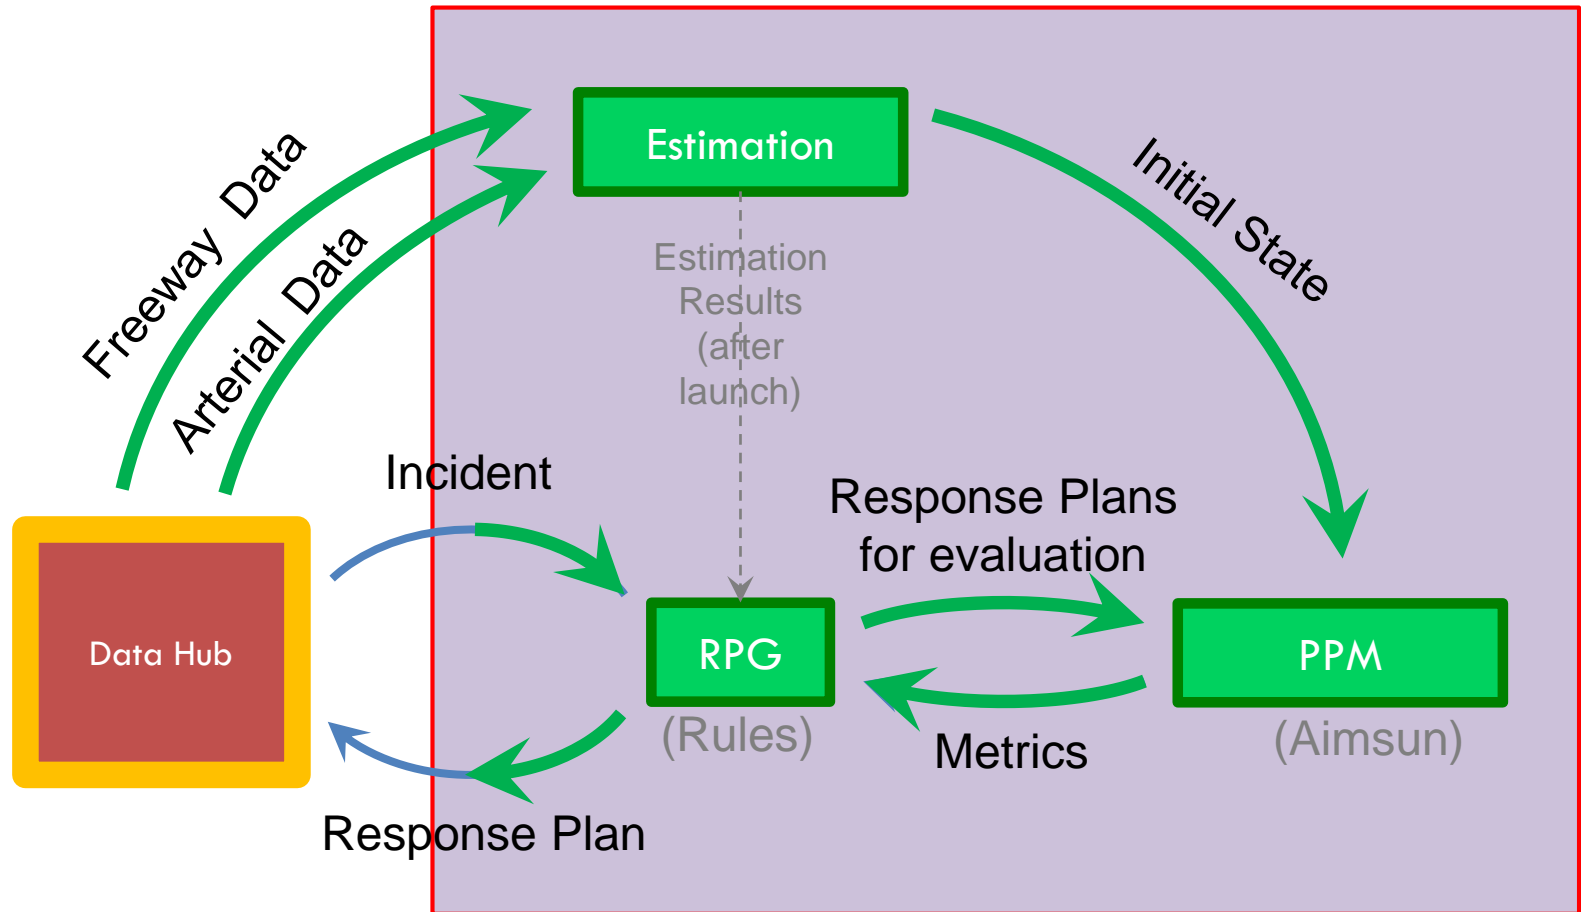 Estimation
Freeway Data
Arterial Data
Initial State
Estimation
Results
(after
launch)
Incident
Response Plans
for evaluation
Data Hub
RPG
PPM
(Rules)
(Aimsun)
Metrics
Response Plan